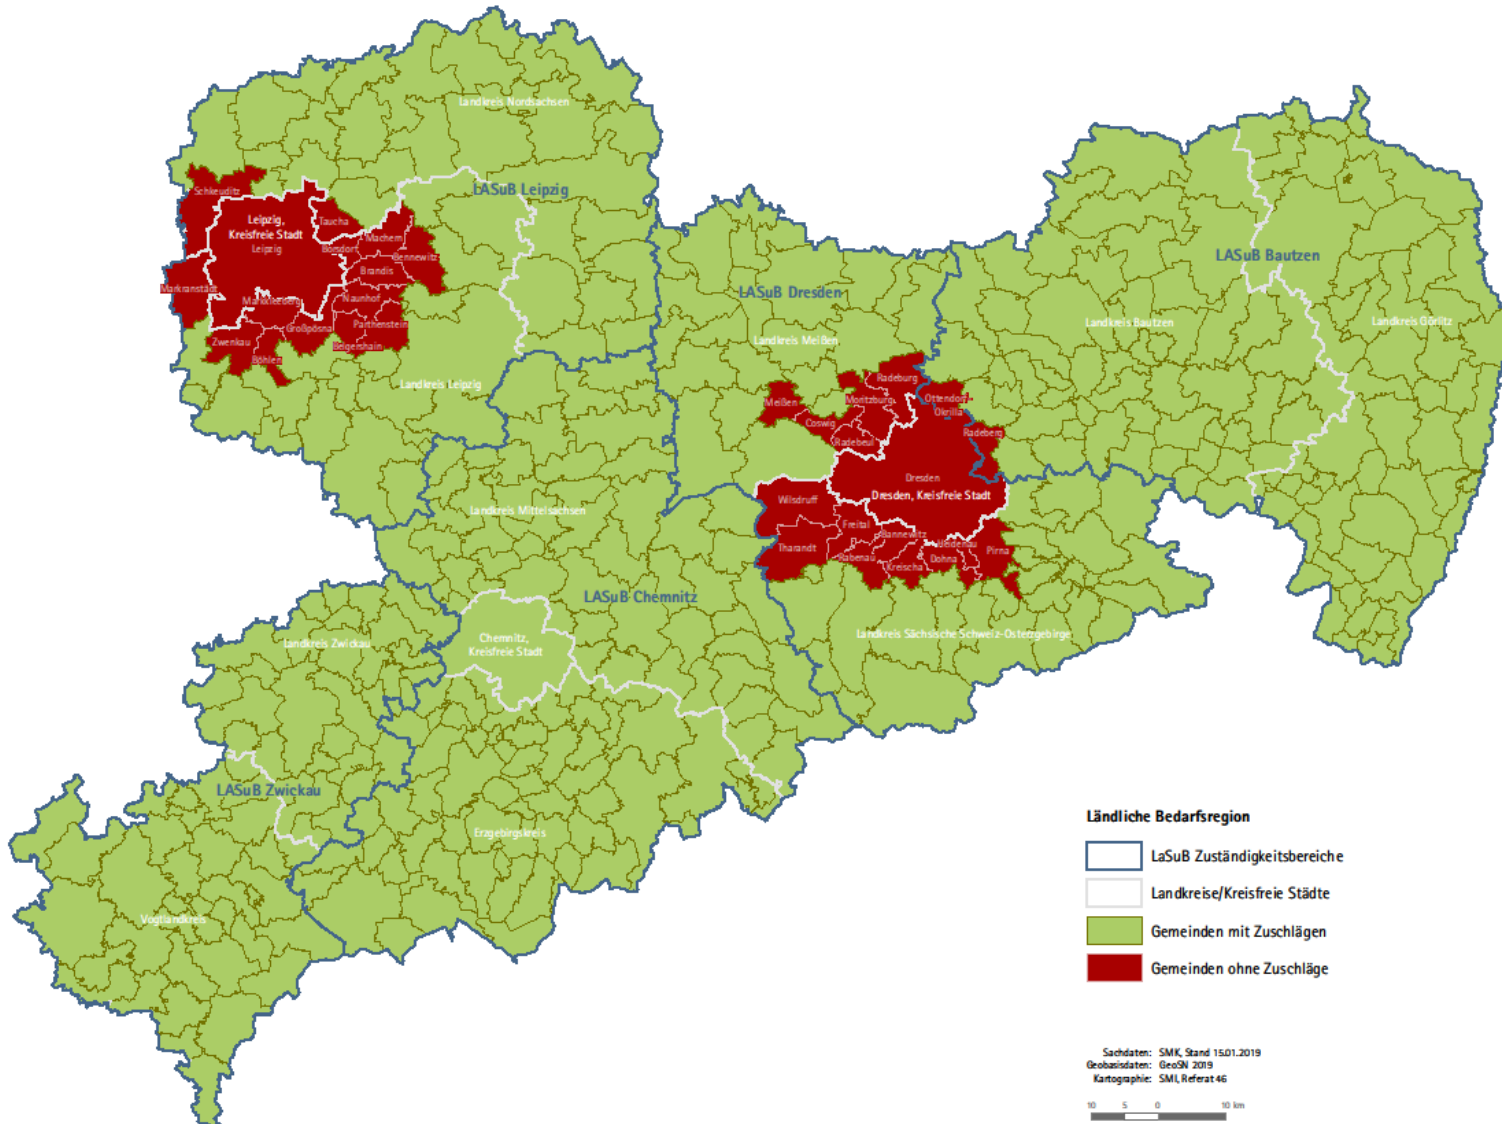 Landkreis Nordsachsen
LASuB Leipzig
Schkeuditz
Leipzig,
Kreisfreie Stadt
Leipzig
Taucha
Borsdorf
Machern
Bennewitz
Brandis
Markranstädt
Markkleeberg
Naunhof
Großpösna
Parthenstein
Zwenkau
Belgershain
Böhlen
Landkreis Leipzig
LASuB Bautzen
Landkreis Bautzen
Landkreis Görlitz
LASuB Dresden
Landkreis Meißen
Radeburg
Meißen
Moritzburg
Ottendorf-
Okrilla
Coswig
Radebeul
Radeberg
Dresden
Dresden, Kreisfreie Stadt
Wilsdruff
Freital
Bannewitz
Heidenau
Tharandt
Rabenau
Kreischa
Dohna
Pirna
Landkreis Mittelsachsen
LASuB Chemnitz
Landkreis Sächsische Schweiz-Osterzgebirge
Chemnitz,
Kreisfreie Stadt
Landkreis Zwickau
LASuB Zwickau
Erzgebirgskreis
Vogtlandkreis
Ländliche Bedarfsregion
LaSuB Zuständigkeitsbereiche
Landkreise/Kreisfreie Städte
Gemeinden mit Zuschlägen
Gemeinden ohne Zuschläge
Sachdaten: SMK, Stand 15.01.2019
Geobasisdaten: GeoSN 2019
Kartographie: SMI, Referat 46
10 5 0 10 km